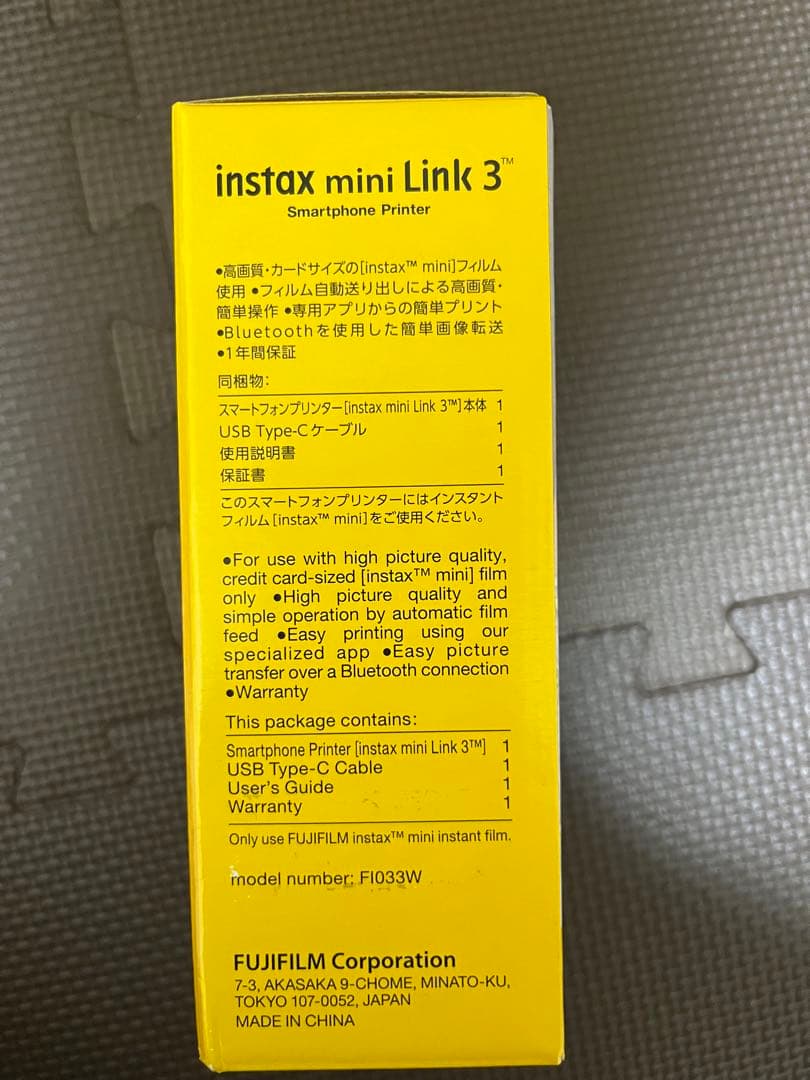 instax mini Link 3™
Smartphone Printer
●高画質・カードサイズの[instax™ mini]フィルム
使用 ●フィルム自動送り出しによる高画質・
簡単操作 ●専用アプリからの簡単プリント
●Bluetoothを使用した簡単画像転送
●1年間保証
同梱物：
スマートフォンプリンター[instax mini Link 3™]本体 1
USB Type-Cケーブル 1
使用説明書 1
保証書 1
このスマートフォンプリンターにはインスタント
フィルム[instax™ mini]をご使用ください。
●For use with high picture quality,
credit card-sized [instax™ mini] film
only ●High picture quality and
simple operation by automatic film
feed ●Easy printing using our
specialized app ●Easy picture
transfer over a Bluetooth connection
●Warranty
This package contains:
Smartphone Printer [instax mini Link 3™] 1
USB Type-C Cable 1
User's Guide 1
Warranty 1
Only use FUJIFILM instax™ mini instant film.
model number: FI033W
FUJIFILM Corporation
7-3, AKASAKA 9-CHOME, MINATO-KU,
TOKYO 107-0052, JAPAN
MADE IN CHINA